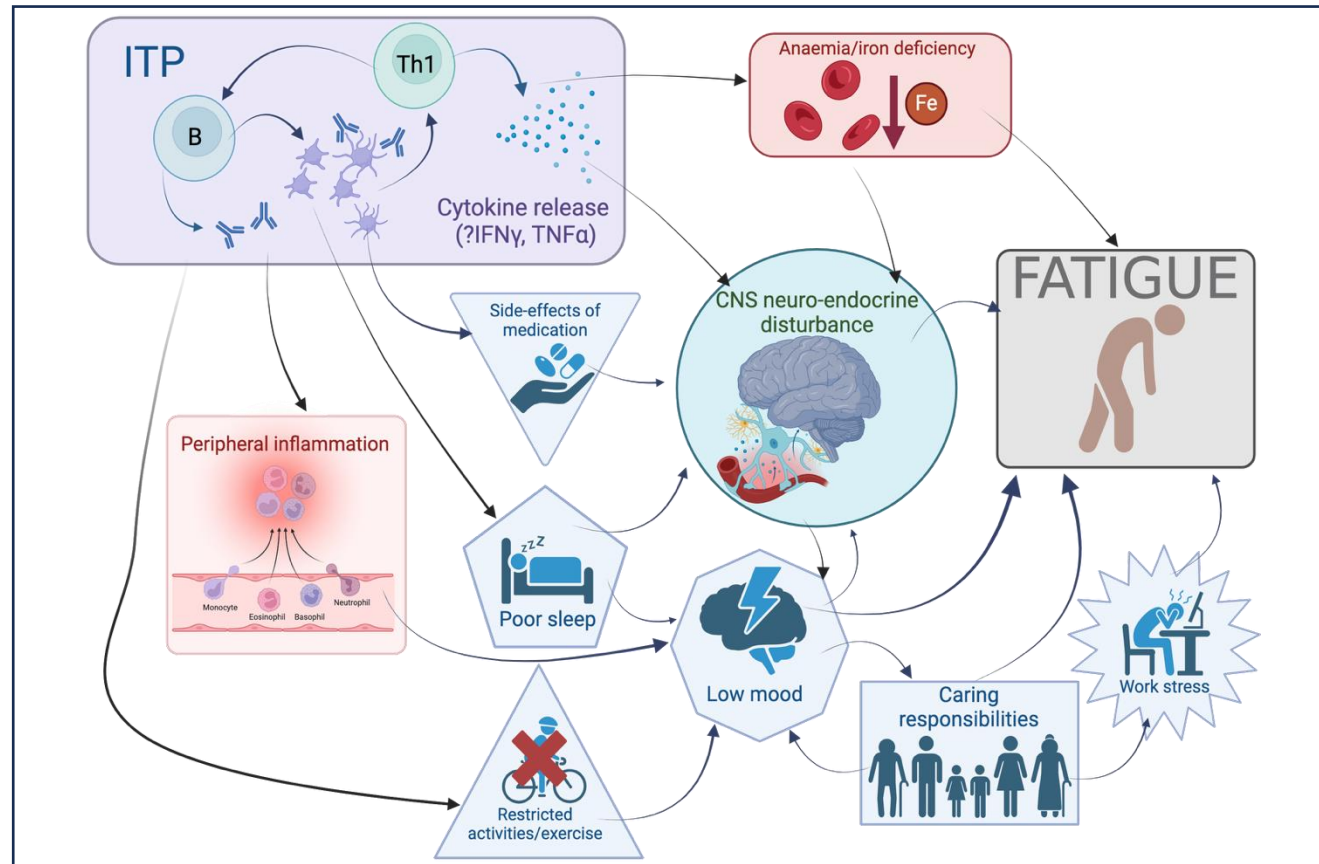 ITP
Th1
B
Cytokine release
(?IFNγ, TNFα)
Anaemia/iron deficiency
Fe
FATIGUE
CNS neuro-endocrine
disturbance
Side-effects of
medication
Peripheral inflammation
Monocyte
Eosinophil
Basophil
Neutrophil
zzz
Poor sleep
Low mood
Restricted
activities/exercise
Caring
responsibilities
Work stress